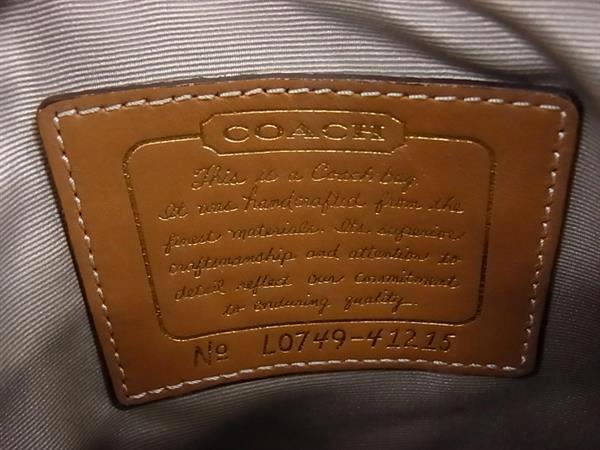 COACH
This is a Coach bag.
It was handcrafted from the
finest materials. Its superior
craftsmanship and attention to
detail reflect our commitment
to enduring quality.
No L0749-41215